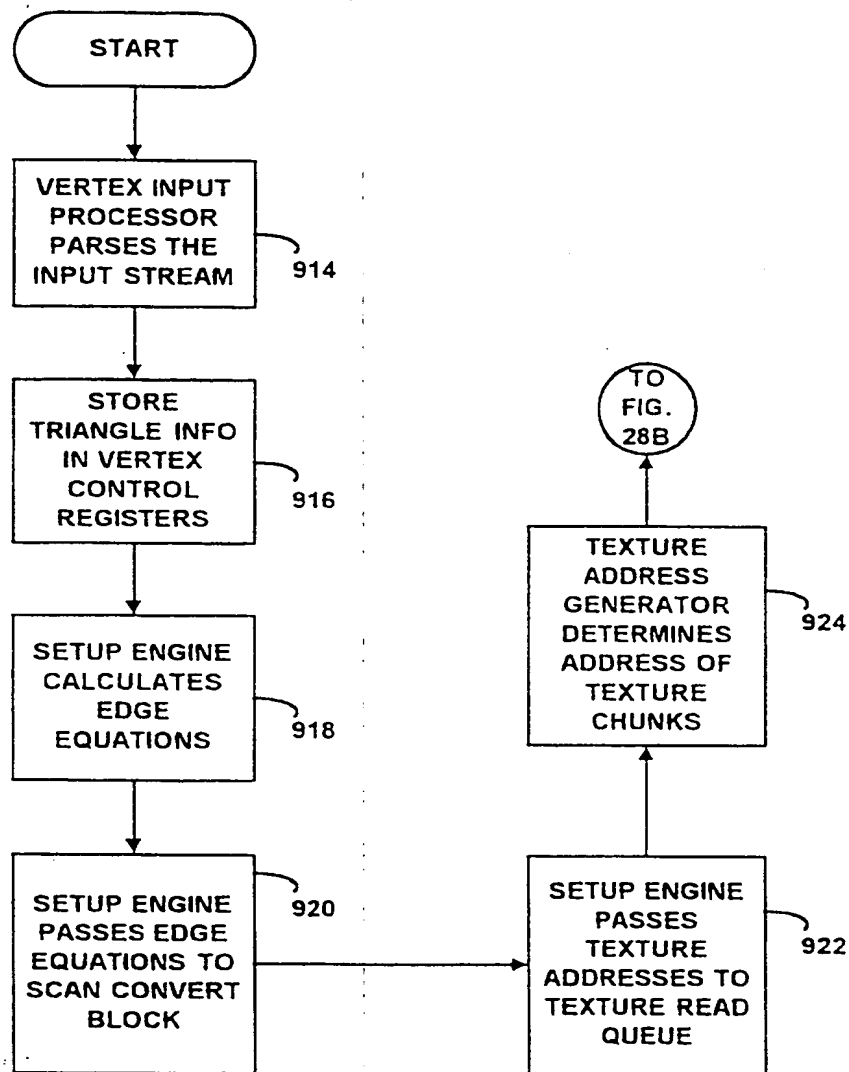 START
VERTEX INPUT
PROCESSOR
PARSES THE
INPUT STREAM
914
STORE
TRIANGLE INFO
IN VERTEX
CONTROL
REGISTERS
916
SETUP ENGINE
CALCULATES
EDGE
EQUATIONS
918
SETUP ENGINE
PASSES EDGE
EQUATIONS TO
SCAN CONVERT
BLOCK
920
SETUP ENGINE
PASSES
TEXTURE
ADDRESSES TO
TEXTURE READ
QUEUE
922
TEXTURE
ADDRESS
GENERATOR
DETERMINES
ADDRESS OF
TEXTURE
CHUNKS
924
TO
FIG.
28B